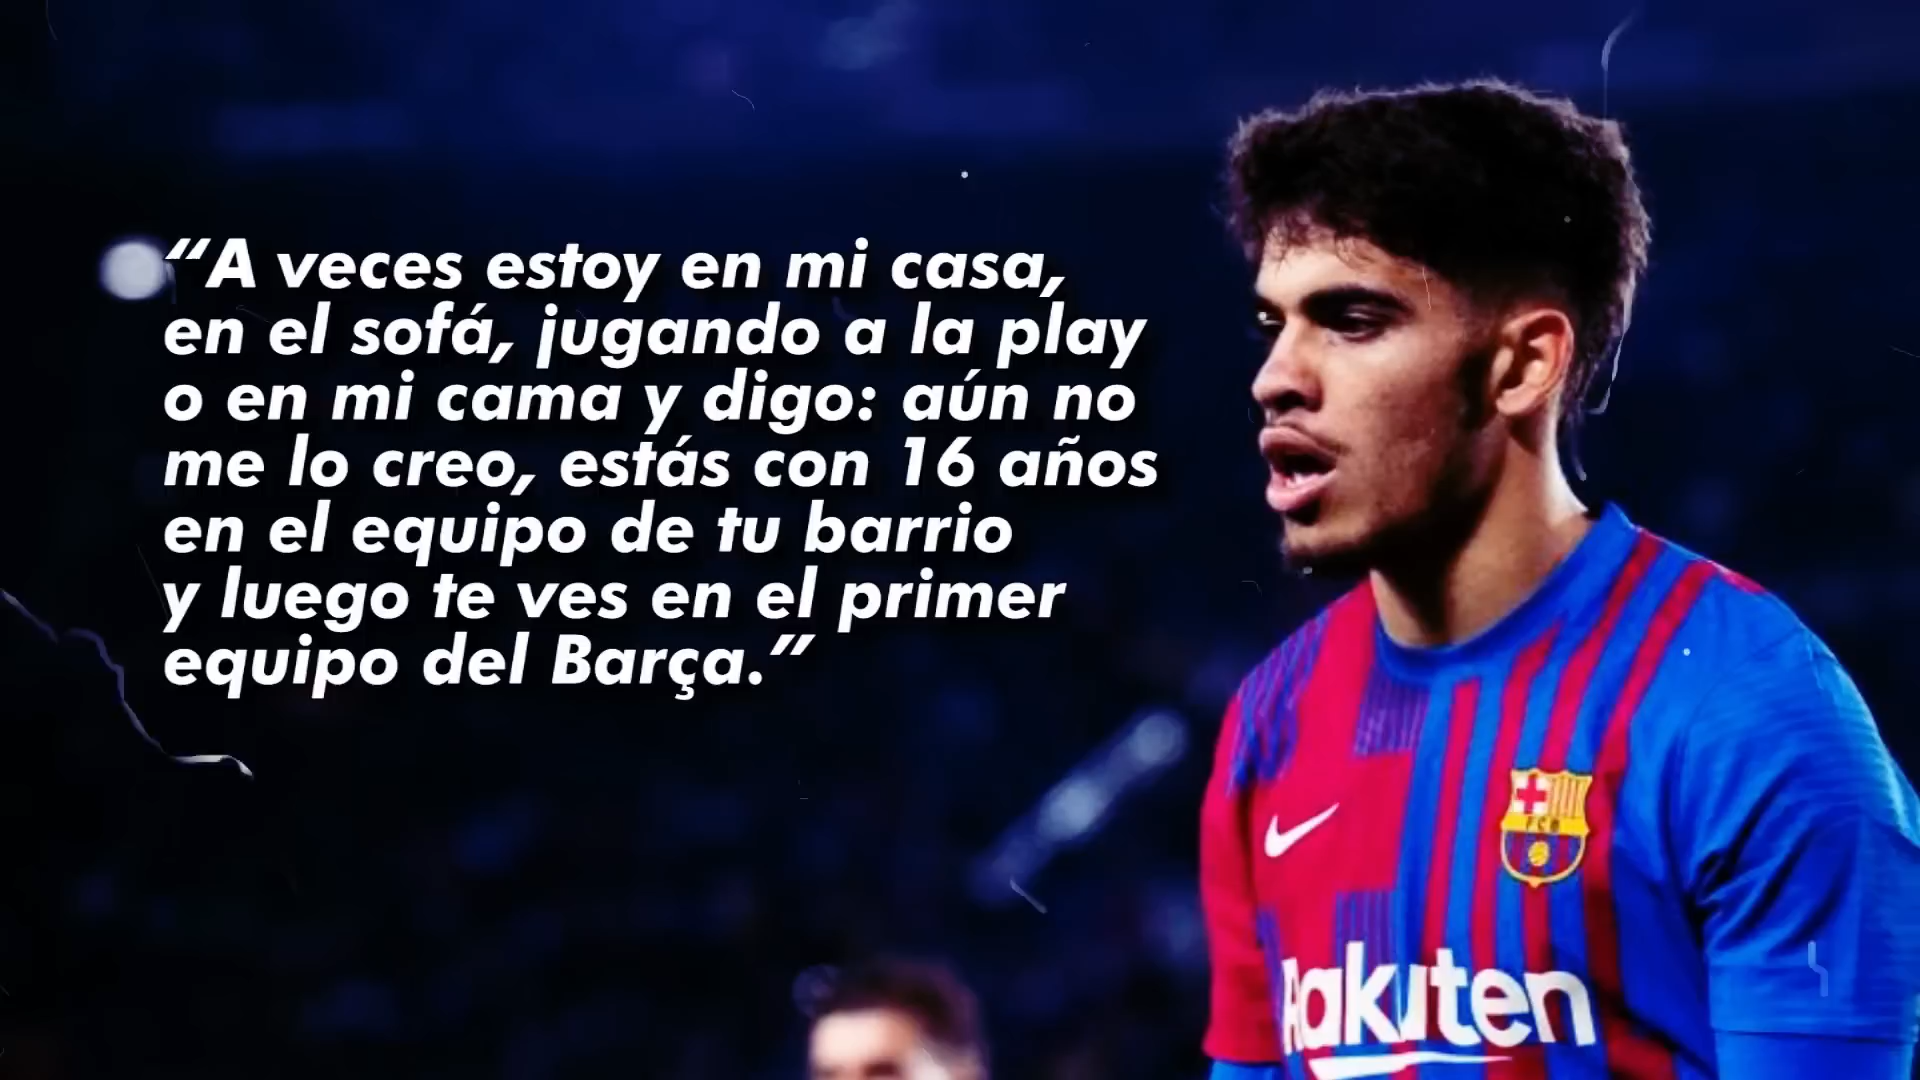 “A veces estoy en mi casa,
en el sofá, jugando a la play
o en mi cama y digo: aún no
me lo creo, estás con 16 años
en el equipo de tu barrio
y luego te ves en el primer
equipo del Barça.”
FCB
Rakuten